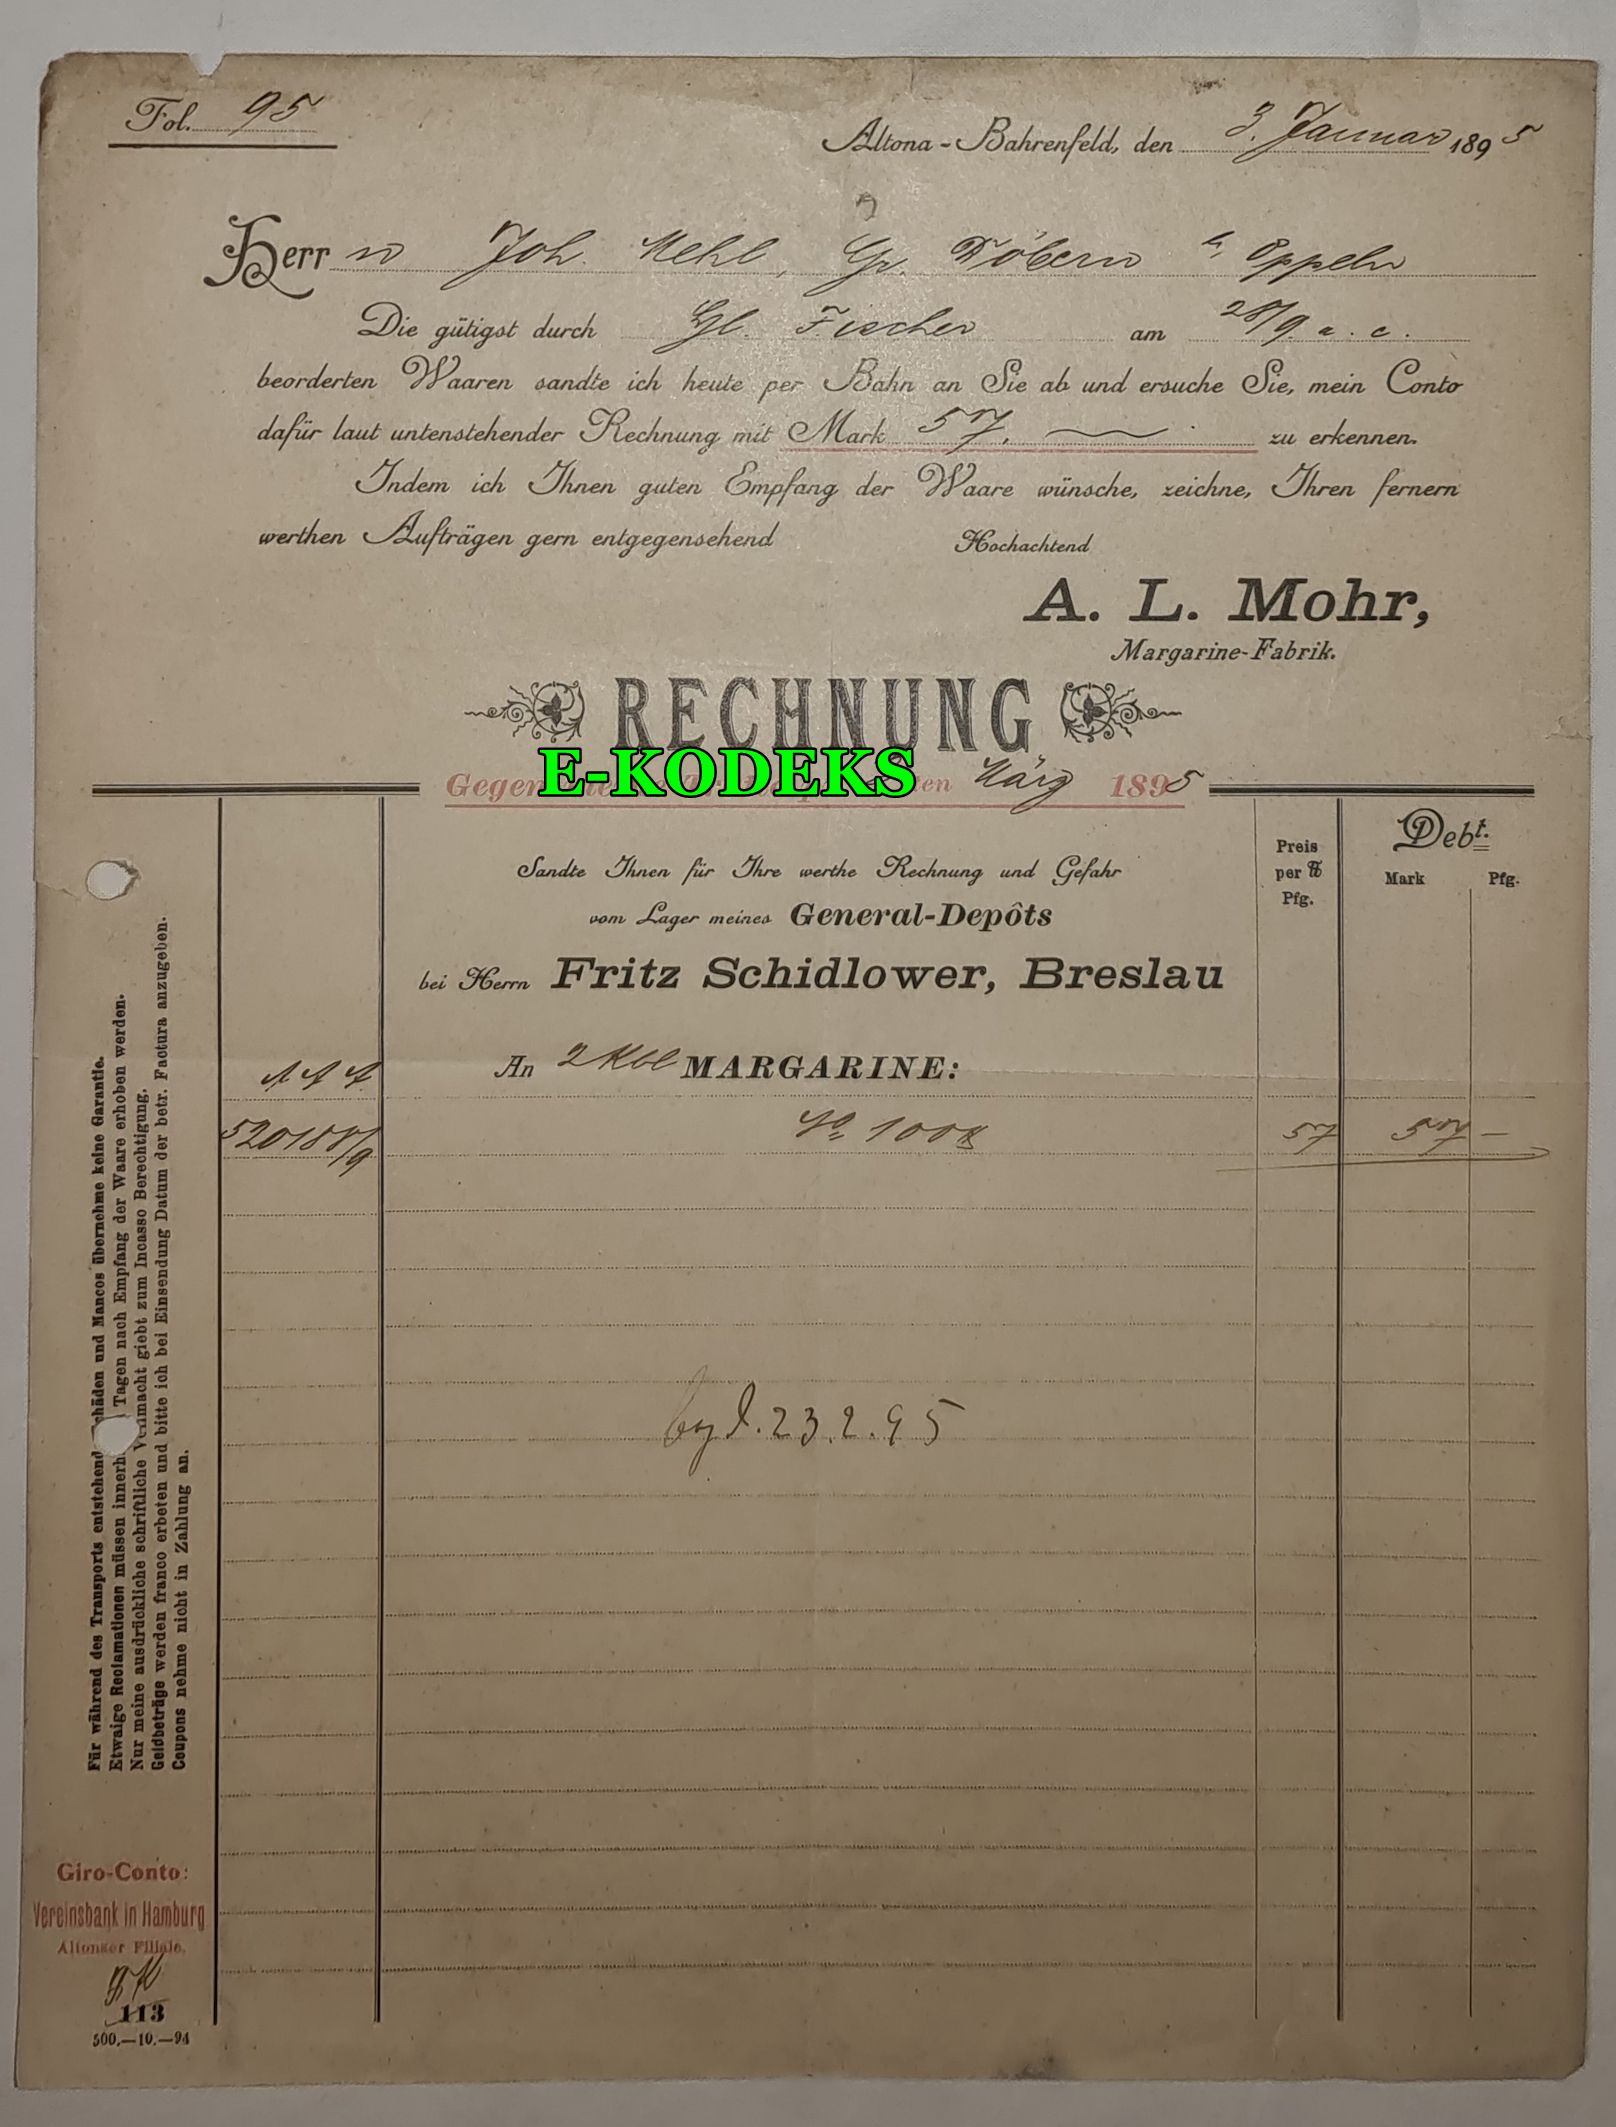 Fol. 95
Altona-Bahrenfeld, den 3. Januar 1895
Herrn Joh. Mehl, Gr. Döbern b. Oppeln
Die gütigst durch Fischer am 28/9 a. c.
beorderten Waaren sandte ich heute per Bahn an Sie ab und ersuche Sie, mein Conto
dafür laut untenstehender Rechnung mit Mark 57. zu erkennen.
Indem ich Ihnen guten Empfang der Waare wünsche, zeichne, Ihren fernern
werthen Aufträgen gern entgegensehend
Hochachtend
A. L. Mohr,
Margarine-Fabrik.
RECHNUNG
E-KODEKS
März 1895
Debt.
Preis
per ℔
Pfg.
Mark Pfg.
Sandte Ihnen für Ihre werthe Rechnung und Gefahr
vom Lager meines General-Depôts
bei Herrn Fritz Schidlower, Breslau
An 2 Kbl MARGARINE:
A A A
520188/9 No 100 ℔ 57 57 —
23.2.95
Für während des Transports entstehende Schäden und Mancos übernehme keine Garantie.
Etwaige Reclamationen müssen Tagen nach Empfang der Waare erhoben werden.
Nur meine ausdrückliche schriftliche Vollmacht giebt zum Incasso Berechtigung.
Geldbeträge werden franco erbeten und bitte ich bei Einsendung Datum der betr. Factura anzugeben.
Coupons nehme nicht in Zahlung an.
Giro-Conto:
Vereinsbank in Hamburg
Altonaer Filiale.
113
500.—10.—94